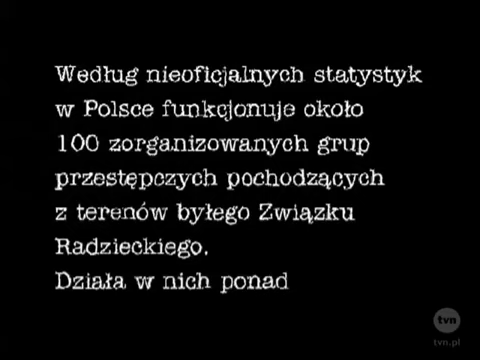 Według nieoficjalnych statystyk
w Polsce funkcjonuje około
100 zorganizowanych grup
przestępczych pochodzących
z terenów byłego Związku
Radzieckiego.
Działa w nich ponad
tvn
tvn.pl